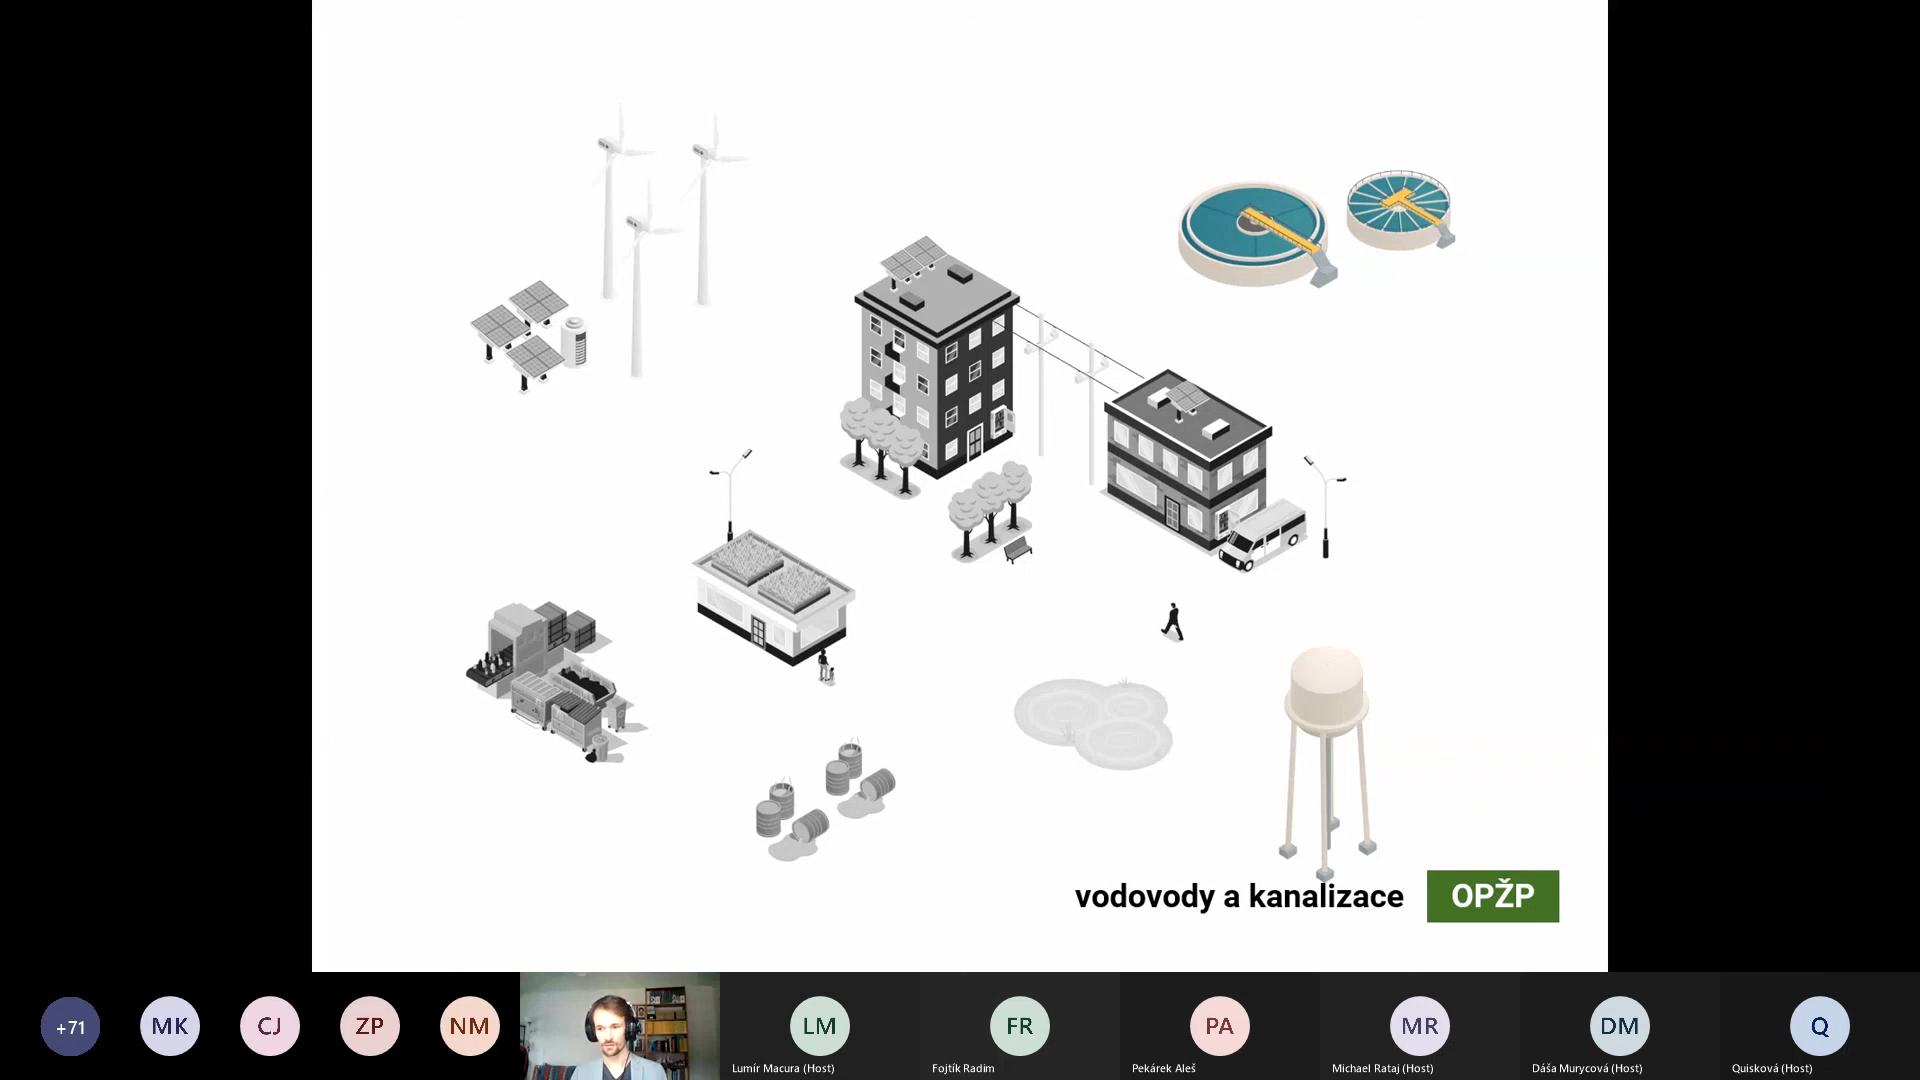 vodovody a kanalizace OPŽP
+71
MK
CJ
ZP
NM
LM
FR
PA
MR
DM
Q
Lumír Macura (Host)
Fojtík Radim
Pekárek Aleš
Michael Rataj (Host)
Dáša Murycová (Host)
Quisková (Host)